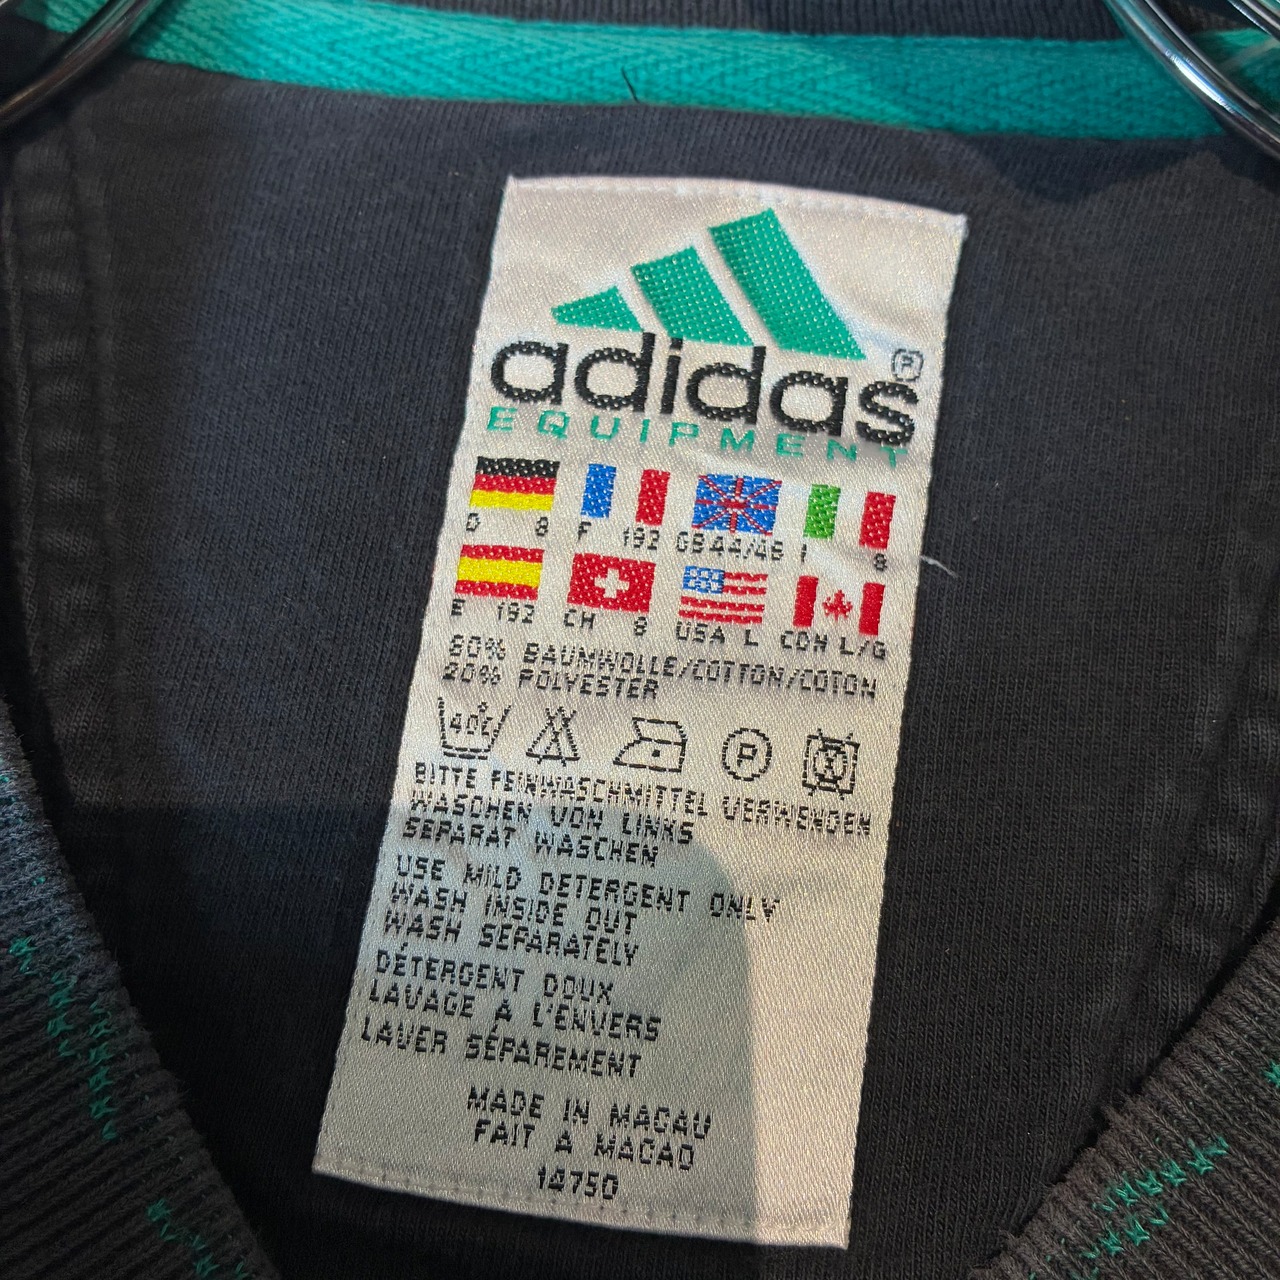 adidas
EQUIPMENT
D 8 F 192 GB 44/46 I 8
E 192 CH 8 USA L CDN L/G
80% BAUMWOLLE/COTTON/COTON
20% POLYESTER
40°C P
BITTE FEINWASCHMITTEL VERWENDEN
WASCHEN VON LINKS
SEPARAT WASCHEN
USE MILD DETERGENT ONLY
WASH INSIDE OUT
WASH SEPARATELY
DÉTERGENT DOUX
LAVAGE À L'ENVERS
LAVER SÉPAREMENT
MADE IN MACAU
FAIT A MACAO
14750